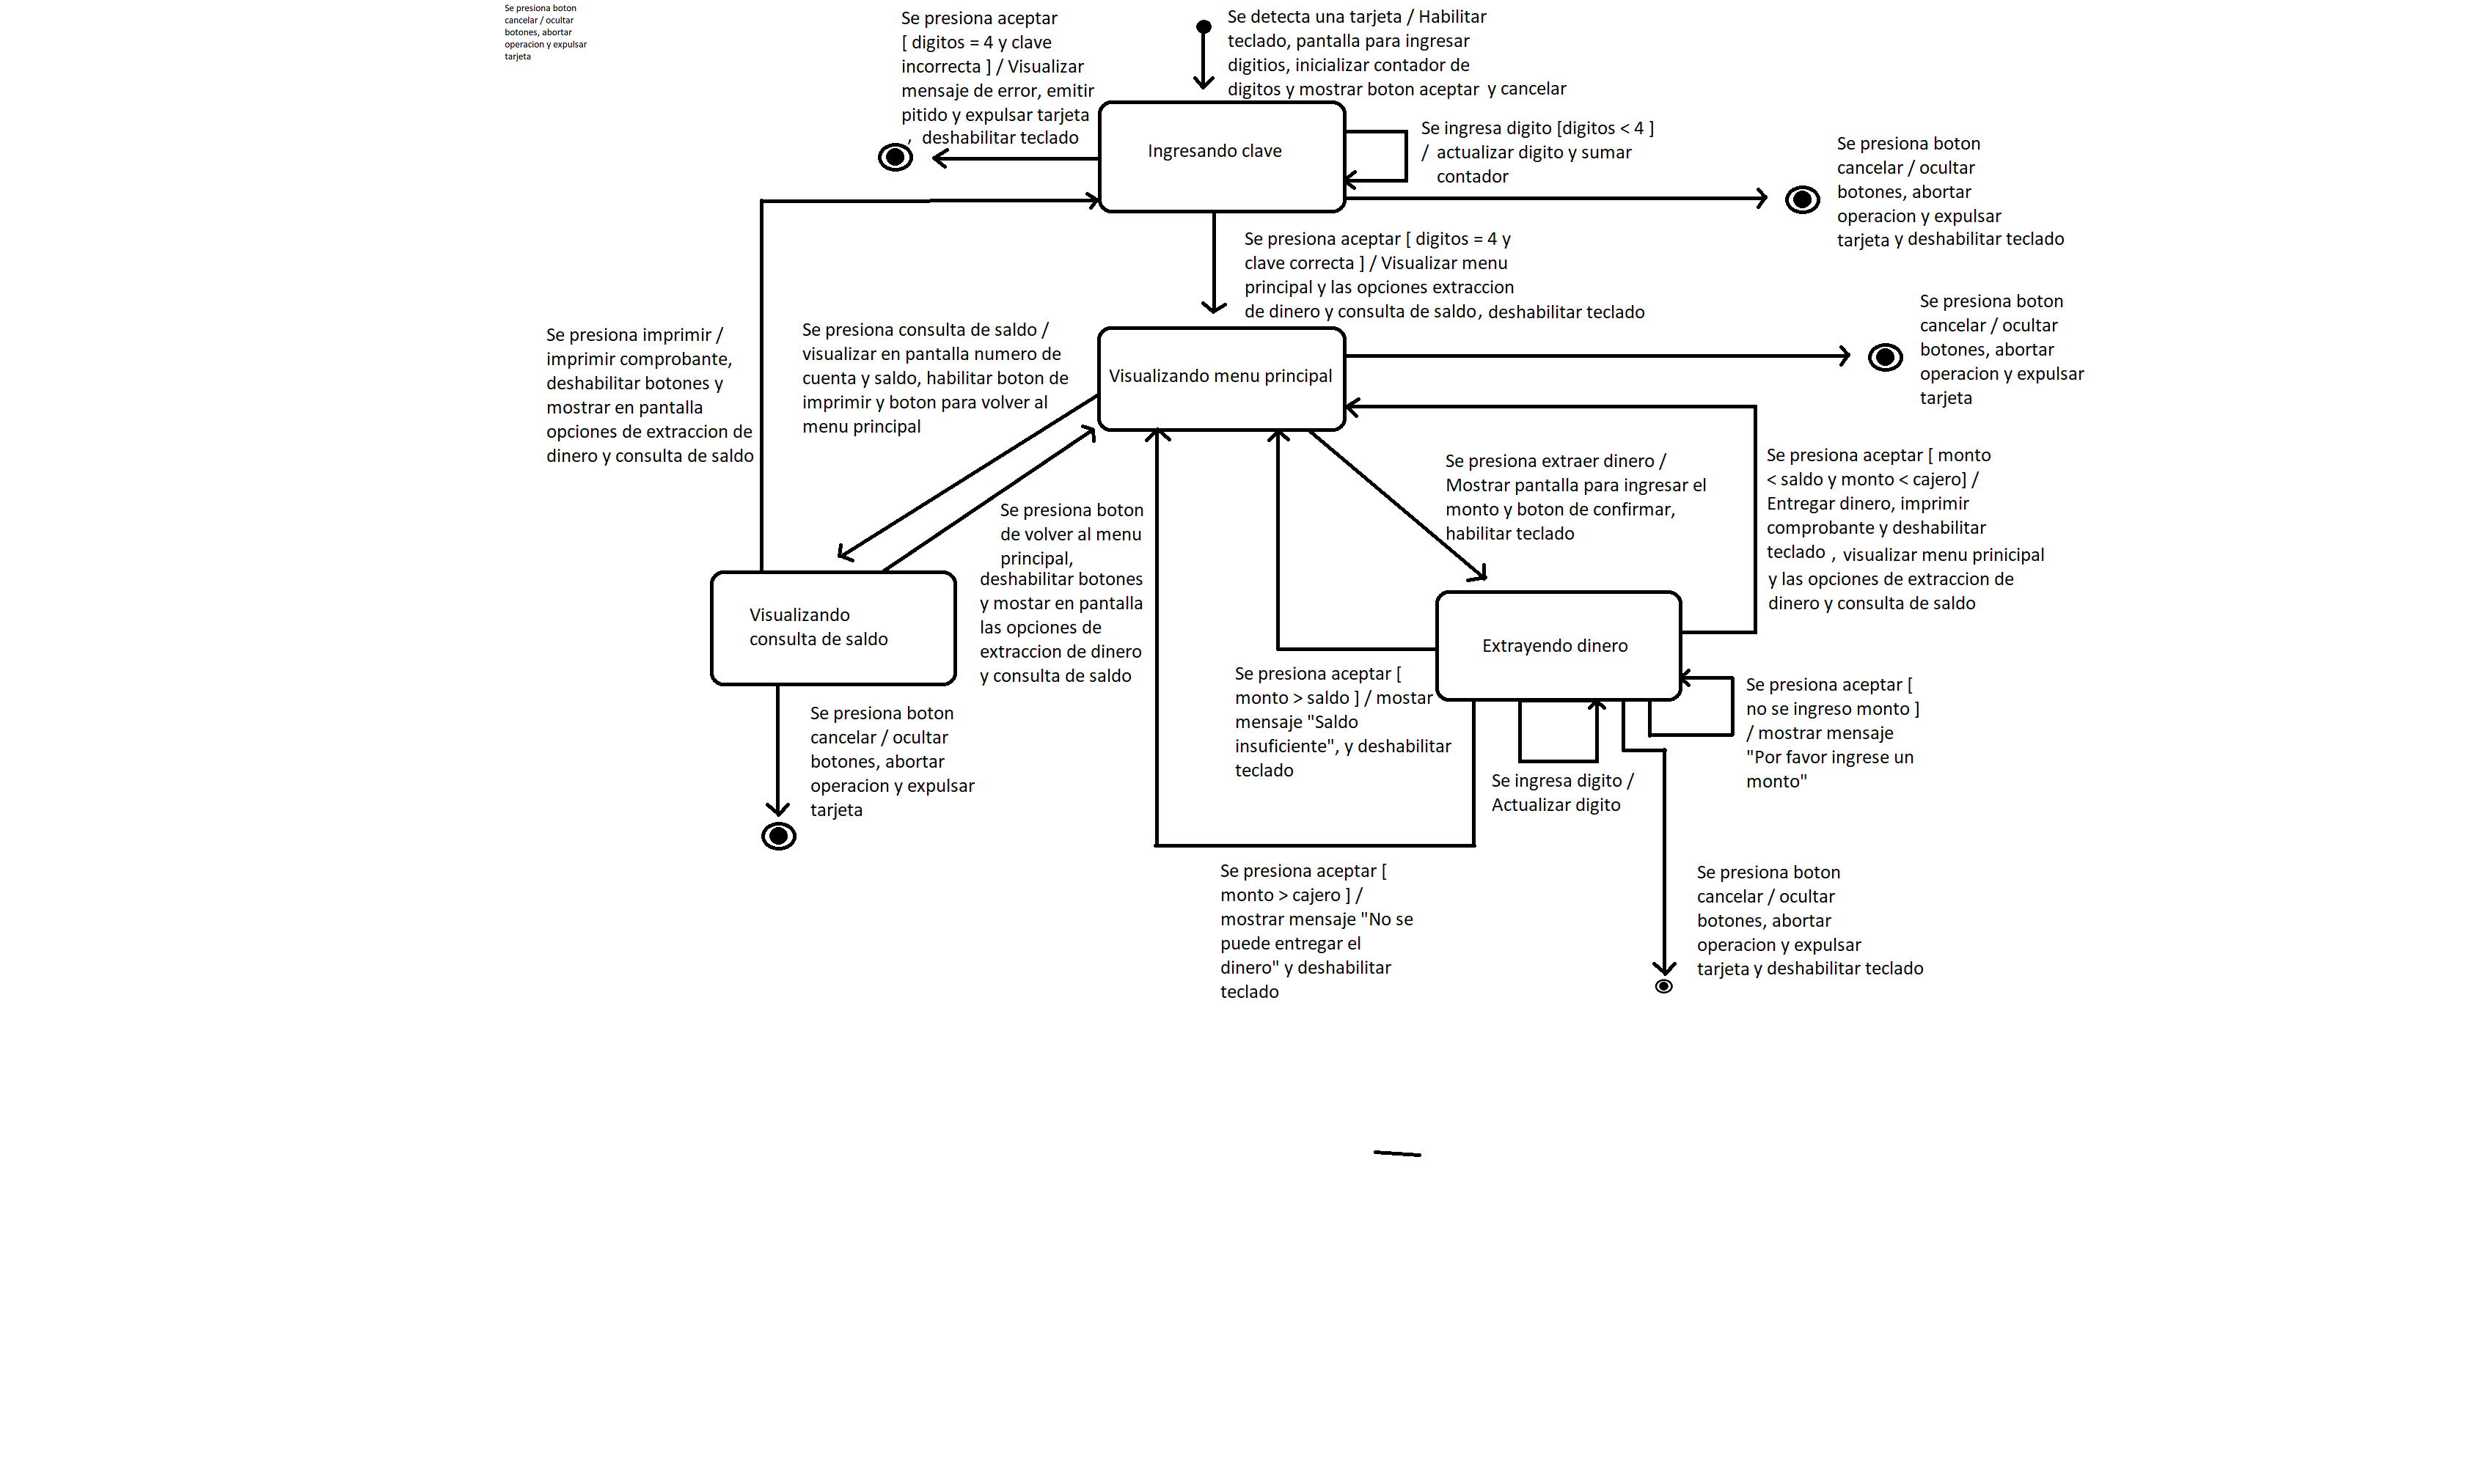 Se presiona boton
cancelar / ocultar
botones, abortar
operacion y expulsar
tarjeta
Se presiona aceptar
[ digitos = 4 y clave
incorrecta ] / Visualizar
mensaje de error, emitir
pitido y expulsar tarjeta
, deshabilitar teclado
Se detecta una tarjeta / Habilitar
teclado, pantalla para ingresar
digitios, inicializar contador de
digitos y mostrar boton aceptar y cancelar
Ingresando clave
Se ingresa digito [digitos < 4 ]
/ actualizar digito y sumar
contador
Se presiona boton
cancelar / ocultar
botones, abortar
operacion y expulsar
tarjeta y deshabilitar teclado
Se presiona aceptar [ digitos = 4 y
clave correcta ] / Visualizar menu
principal y las opciones extraccion
de dinero y consulta de saldo, deshabilitar teclado
Se presiona boton
cancelar / ocultar
botones, abortar
operacion y expulsar
tarjeta
Se presiona imprimir /
imprimir comprobante,
deshabilitar botones y
mostrar en pantalla
opciones de extraccion de
dinero y consulta de saldo
Se presiona consulta de saldo /
visualizar en pantalla numero de
cuenta y saldo, habilitar boton de
imprimir y boton para volver al
menu principal
Visualizando menu principal
Se presiona extraer dinero /
Mostrar pantalla para ingresar el
monto y boton de confirmar,
habilitar teclado
Se presiona aceptar [ monto
< saldo y monto < cajero] /
Entregar dinero, imprimir
comprobante y deshabilitar
teclado , visualizar menu prinicipal
y las opciones de extraccion de
dinero y consulta de saldo
Se presiona boton
de volver al menu
principal,
deshabilitar botones
y mostar en pantalla
las opciones de
extraccion de dinero
y consulta de saldo
Visualizando
consulta de saldo
Extrayendo dinero
Se presiona aceptar [
monto > saldo ] / mostar
mensaje "Saldo
insuficiente", y deshabilitar
teclado
Se presiona aceptar [
no se ingreso monto ]
/ mostrar mensaje
"Por favor ingrese un
monto"
Se presiona boton
cancelar / ocultar
botones, abortar
operacion y expulsar
tarjeta
Se ingresa digito /
Actualizar digito
Se presiona aceptar [
monto > cajero ] /
mostrar mensaje "No se
puede entregar el
dinero" y deshabilitar
teclado
Se presiona boton
cancelar / ocultar
botones, abortar
operacion y expulsar
tarjeta y deshabilitar teclado